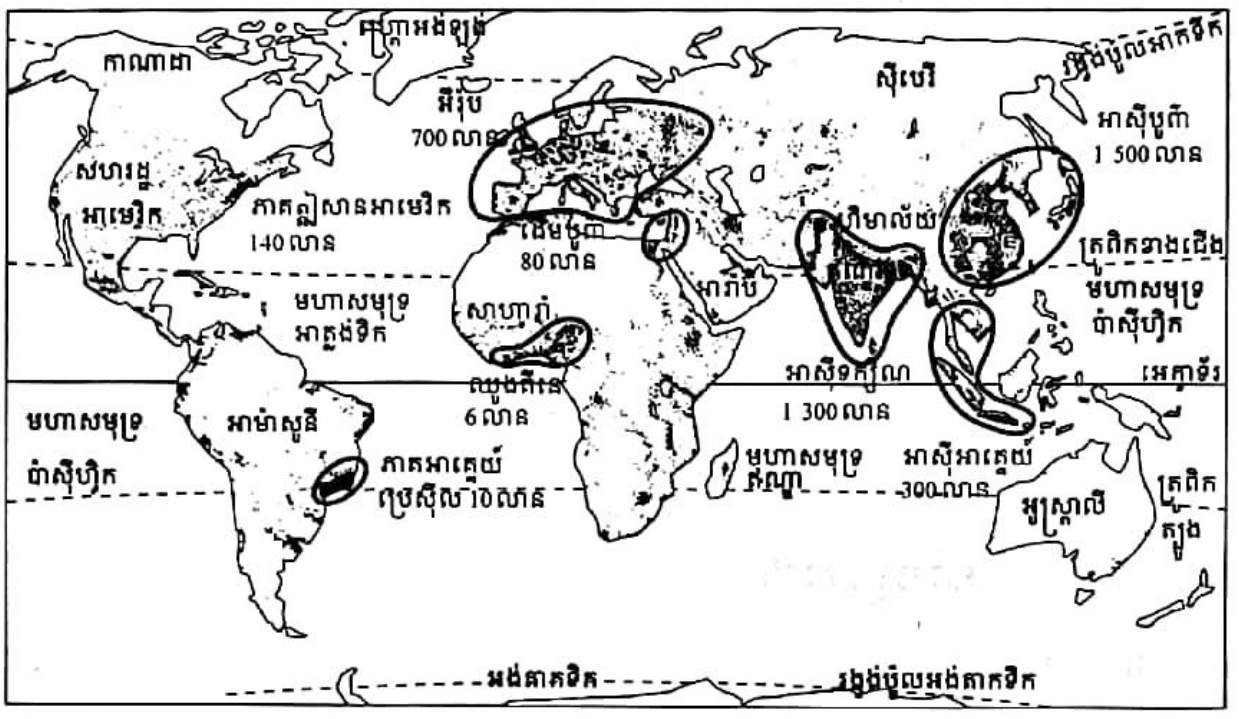 ហ្គ្រោអង់ឡង់
កាណាដា
ស៊ីបេរី
រង្វង់ប៉ូលអាកទិក
អឺរ៉ុប
700 លាន
អាស៊ីបូព៌ា
1 500 លាន
សហរដ្ឋ
អាមេរិក
ភាគឦសានអាមេរិក
140 លាន
ដើមបូព៌ា
80 លាន
ហិមាល័យ
ត្រូពិកខាងជើង
អារ៉ាប៊ី
មហាសមុទ្រ
ប៉ាស៊ីហ្វិក
មហាសមុទ្រ
អាត្លង់ទិក
សាហារ៉ា
ឈូងគីនេ
6 លាន
អាស៊ីទក្សិណ
1 300 លាន
អេក្វាទ័រ
មហាសមុទ្រ
ប៉ាស៊ីហ្វិក
អាម៉ាសូនី
ភាគអាគ្នេយ៍
ប្រេស៊ីល 10 លាន
មហាសមុទ្រ
ឥណ្ឌា
អាស៊ីអាគ្នេយ៍
300 លាន
អូស្ត្រាលី
ត្រូពិក
ត្បូង
អង់តាកទិក
រង្វង់ប៉ូលអង់តាកទិក